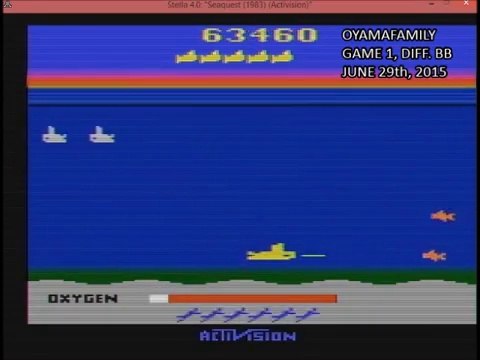 Stella 4.0: "Seaquest (1983) (Activision)"
63460
OYAMAFAMILY
GAME 1, DIFF. BB
JUNE 29th, 2015
OXYGEN
ACTIVISION